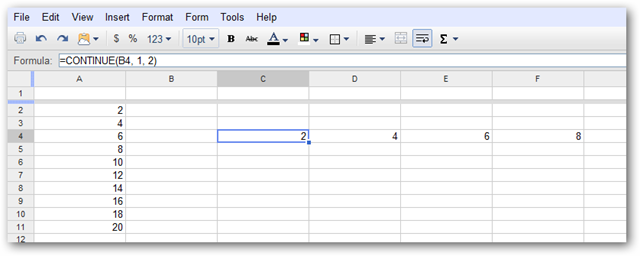 File Edit View Insert Format Form Tools Help
$ % 123 10pt B Abc A Σ
Formula: =CONTINUE(B4, 1, 2)
A B C D E F
1
2 2
3 4
4 6 2 4 6 8
5 8
6 10
7 12
8 14
9 16
10 18
11 20
12